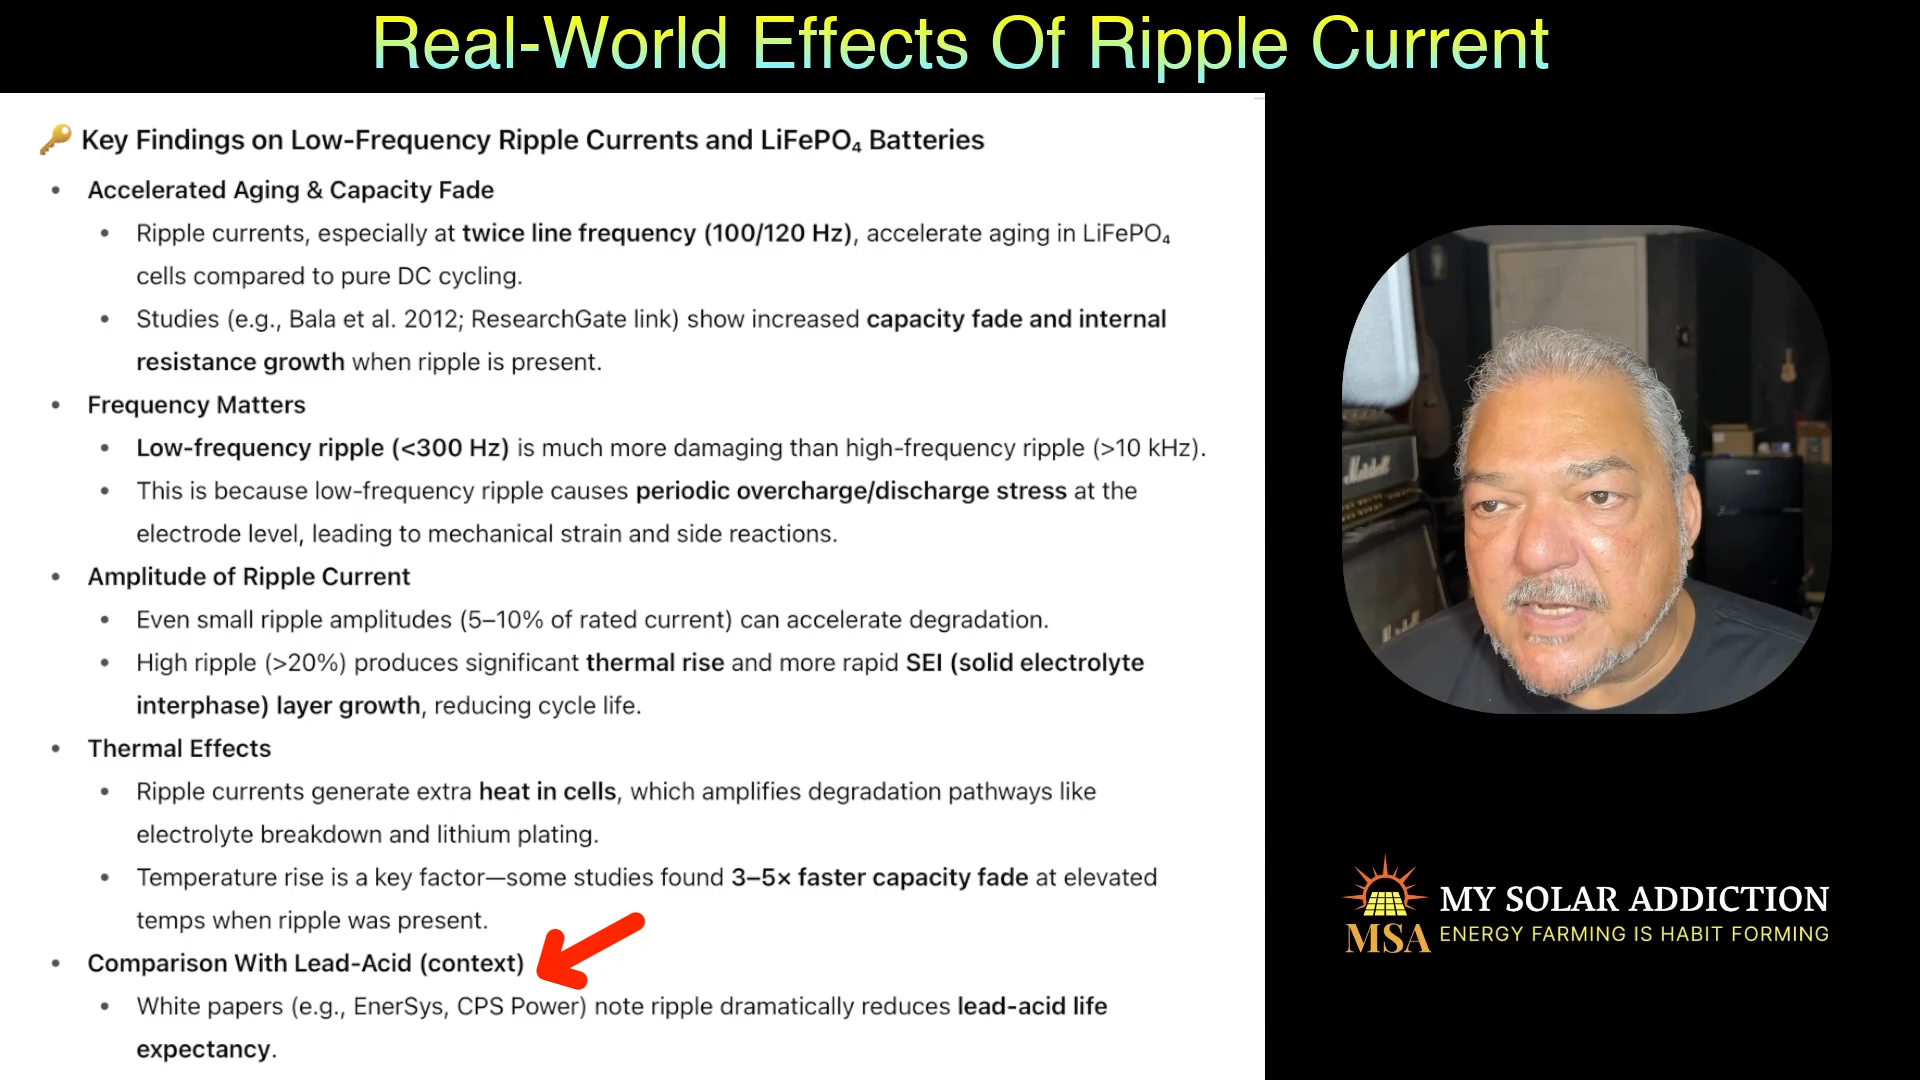 Real-World Effects Of Ripple Current
🔑 Key Findings on Low-Frequency Ripple Currents and LiFePO₄ Batteries
• Accelerated Aging & Capacity Fade
• Ripple currents, especially at twice line frequency (100/120 Hz), accelerate aging in LiFePO₄
cells compared to pure DC cycling.
• Studies (e.g., Bala et al. 2012; ResearchGate link) show increased capacity fade and internal
resistance growth when ripple is present.
• Frequency Matters
• Low-frequency ripple (<300 Hz) is much more damaging than high-frequency ripple (>10 kHz).
• This is because low-frequency ripple causes periodic overcharge/discharge stress at the
electrode level, leading to mechanical strain and side reactions.
• Amplitude of Ripple Current
• Even small ripple amplitudes (5–10% of rated current) can accelerate degradation.
• High ripple (>20%) produces significant thermal rise and more rapid SEI (solid electrolyte
interphase) layer growth, reducing cycle life.
• Thermal Effects
• Ripple currents generate extra heat in cells, which amplifies degradation pathways like
electrolyte breakdown and lithium plating.
• Temperature rise is a key factor—some studies found 3–5× faster capacity fade at elevated
temps when ripple was present.
• Comparison With Lead-Acid (context)
• White papers (e.g., EnerSys, CPS Power) note ripple dramatically reduces lead-acid life
expectancy.
Marshall
Marshall
MSA
MY SOLAR ADDICTION
ENERGY FARMING IS HABIT FORMING